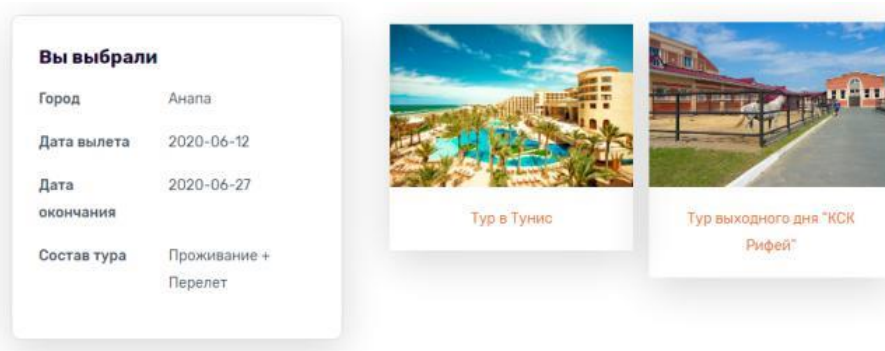 Вы выбрали
Город Анапа
Дата вылета 2020-06-12
Дата 2020-06-27
окончания
Состав тура Проживание +
Перелет
Тур в Тунис
Тур выходного дня "КСК
Рифей"